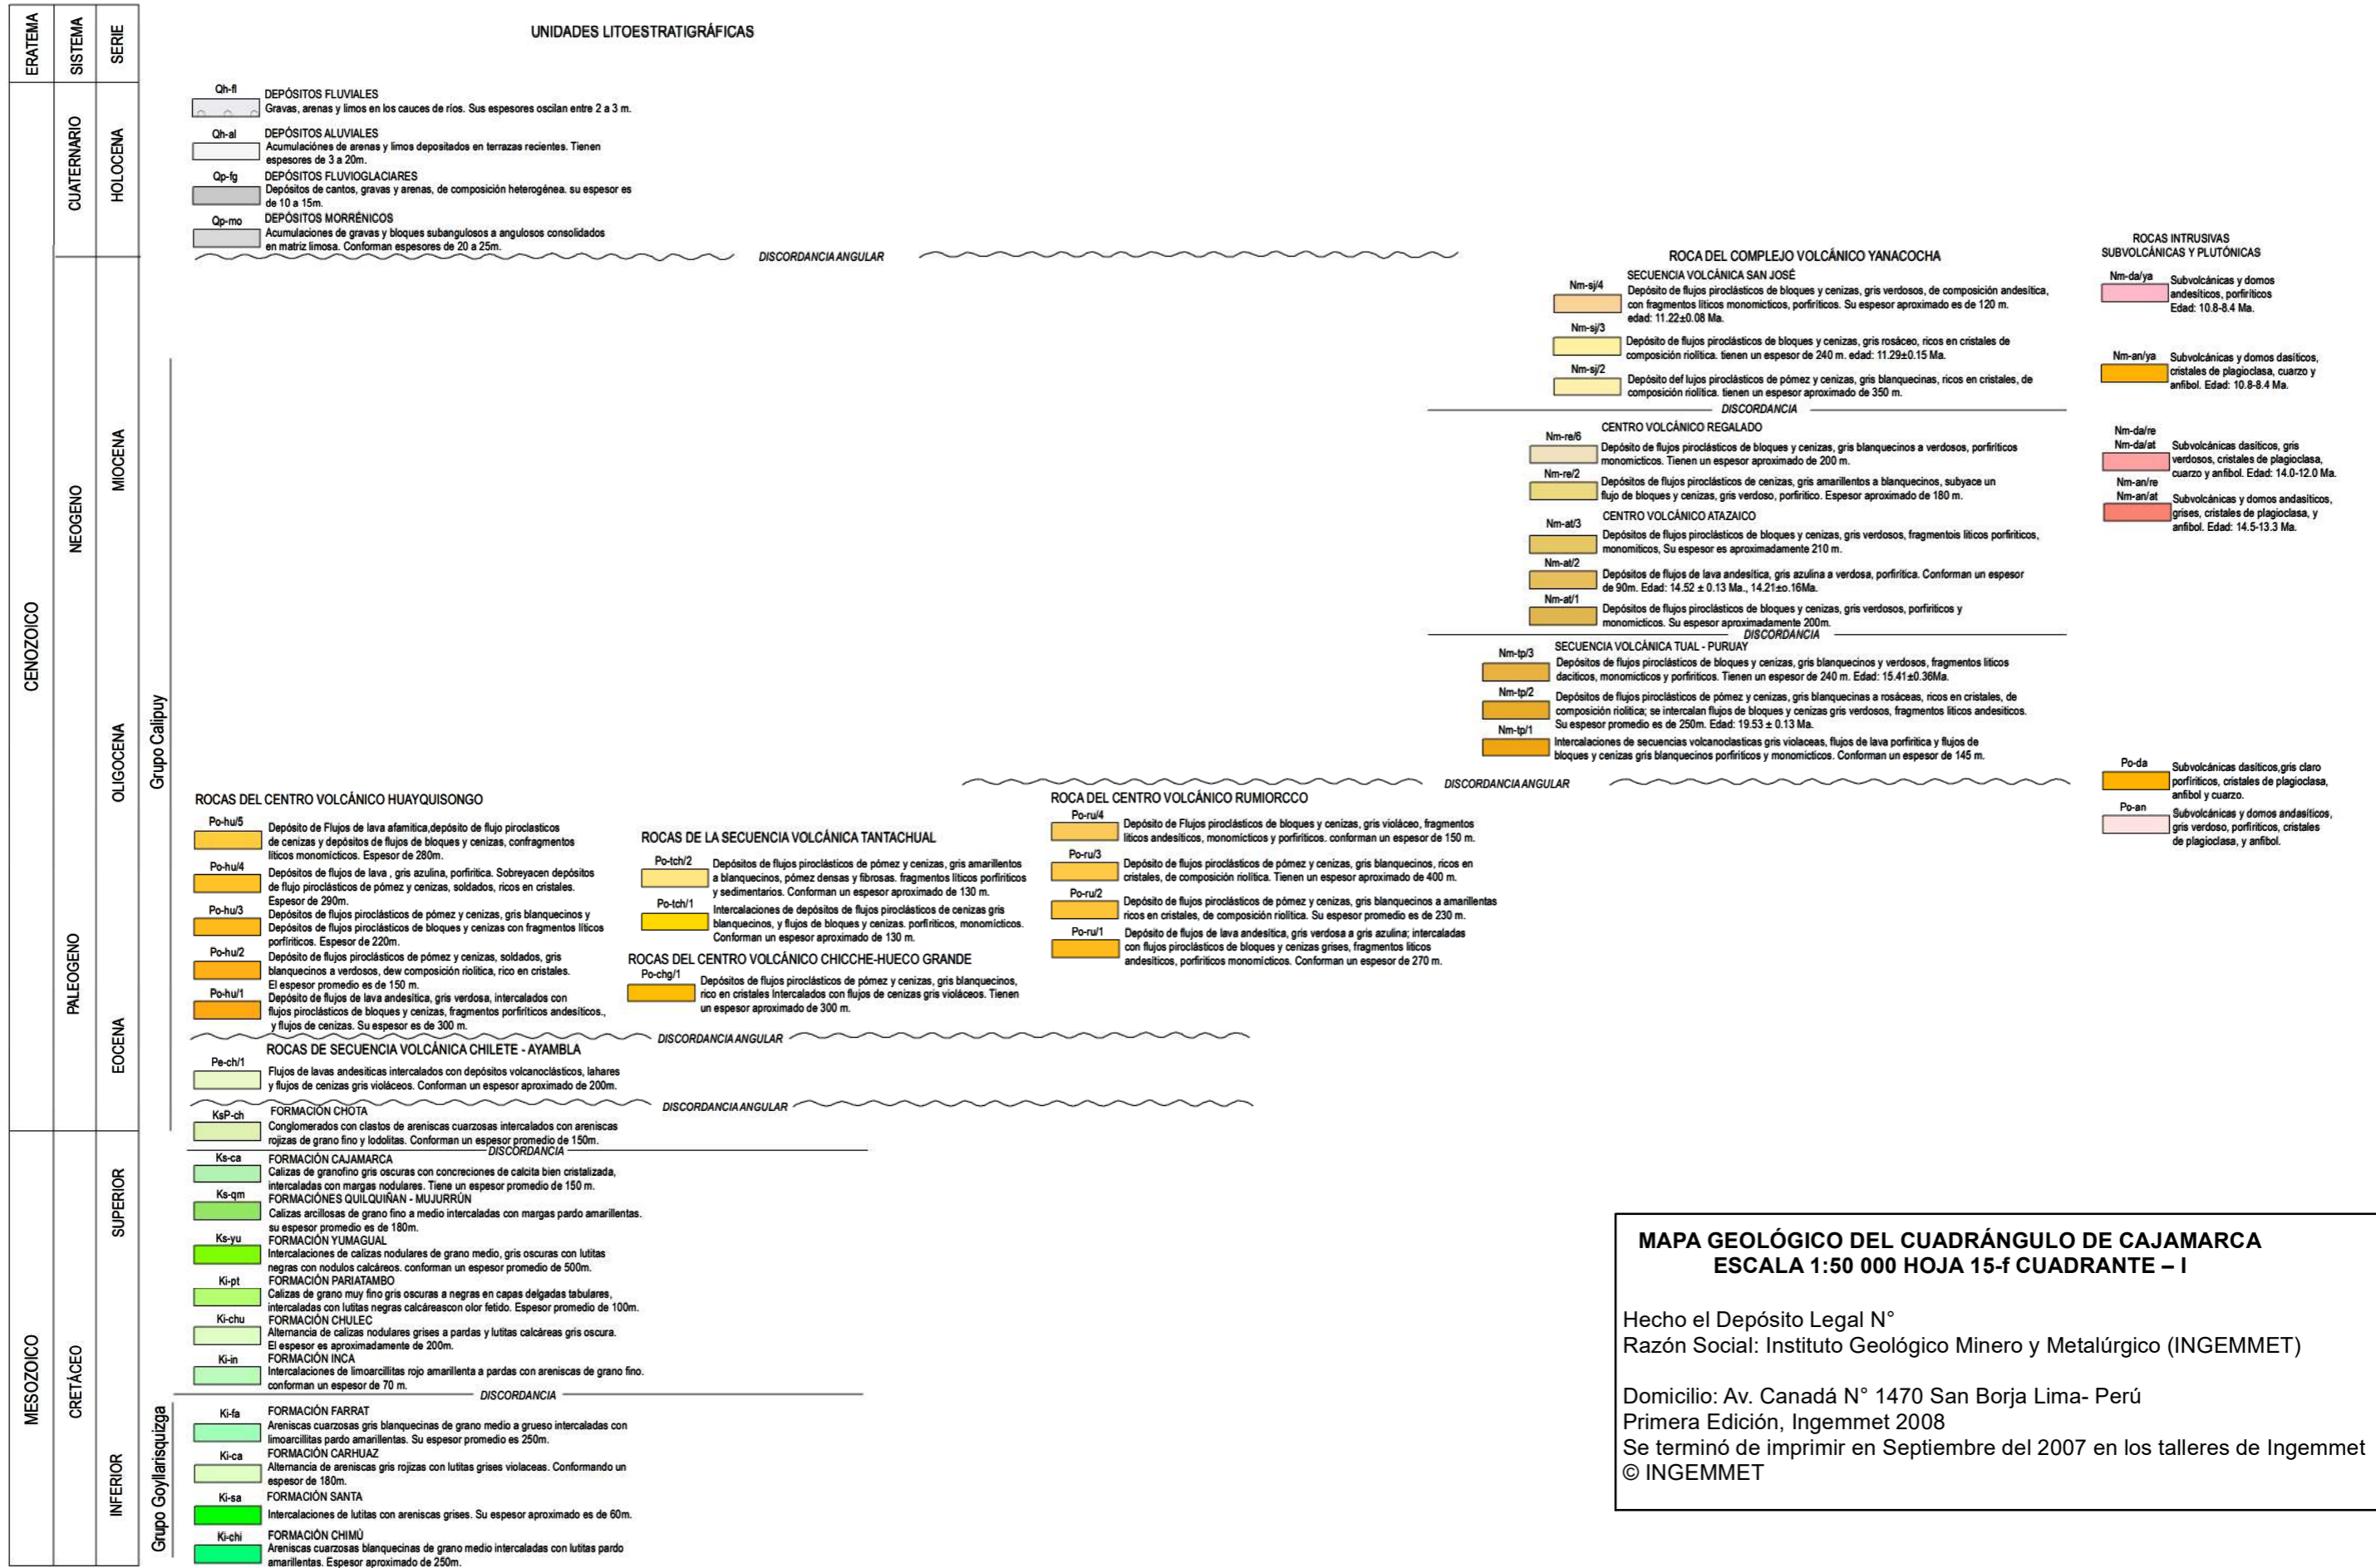 ERATEMA
SISTEMA
SERIE
UNIDADES LITOESTRATIGRÁFICAS
CENOZOICO
MESOZOICO
CUATERNARIO
NEOGENO
PALEOGENO
CRETÁCEO
HOLOCENA
MIOCENA
OLIGOCENA
EOCENA
SUPERIOR
INFERIOR
Grupo Calipuy
Grupo Goyllarisquizga
Qh-fl
DEPÓSITOS FLUVIALES
Gravas, arenas y limos en los cauces de ríos. Sus espesores oscilan entre 2 a 3 m.
Qh-al
DEPÓSITOS ALUVIALES
Acumulaciónes de arenas y limos depositados en terrazas recientes. Tienen
espesores de 3 a 20m.
Qp-fg
DEPÓSITOS FLUVIOGLACIARES
Depósitos de cantos, gravas y arenas, de composición heterogénea. su espesor es
de 10 a 15m.
Qp-mo
DEPÓSITOS MORRÉNICOS
Acumulaciones de gravas y bloques subangulosos a angulosos consolidados
en matriz limosa. Conforman espesores de 20 a 25m.
DISCORDANCIA ANGULAR
ROCAS DEL CENTRO VOLCÁNICO HUAYQUISONGO
Po-hu/5
Depósito de Flujos de lava afamitica,depósito de flujo piroclasticos
de cenizas y depósitos de flujos de bloques y cenizas, confragmentos
líticos monomícticos. Espesor de 280m.
Po-hu/4
Depósitos de flujos de lava , gris azulina, porfiritica. Sobreyacen depósitos
de flujo piroclásticos de pómez y cenizas, soldados, ricos en cristales.
Espesor de 290m.
Po-hu/3
Depósitos de flujos piroclásticos de pómez y cenizas, gris blanquecinos y
Depósitos de flujos piroclásticos de bloques y cenizas con fragmentos líticos
porfiríticos. Espesor de 220m.
Po-hu/2
Depósito de flujos piroclásticos de pómez y cenizas, soldados, gris
blanquecinos a verdosos, dew composición riolitica, rico en cristales.
El espesor promedio es de 150 m.
Po-hu/1
Depósito de flujos de lava andesítica, gris verdosa, intercalados con
flujos piroclásticos de bloques y cenizas, fragmentos porfiríticos andesíticos.,
y flujos de cenizas. Su espesor es de 300 m.
ROCAS DE LA SECUENCIA VOLCÁNICA TANTACHUAL
Po-tch/2
Depósitos de flujos piroclásticos de pómez y cenizas, gris amarillentos
a blanquecinos, pómez densas y fibrosas. fragmentos líticos porfiríticos
y sedimentarios. Conforman un espesor aproximado de 130 m.
Po-tch/1
Intercalaciones de depósitos de flujos piroclásticos de cenizas gris
blanquecinos, y flujos de bloques y cenizas. porfiríticos, monomícticos.
Conforman un espesor aproximado de 130 m.
ROCAS DEL CENTRO VOLCÁNICO CHICCHE-HUECO GRANDE
Po-chg/1
Depósitos de flujos piroclásticos de pómez y cenizas, gris blanquecinos,
rico en cristales Intercalados con flujos de cenizas gris violáceos. Tienen
un espesor aproximado de 300 m.
DISCORDANCIA ANGULAR
ROCAS DE SECUENCIA VOLCÁNICA CHILETE - AYAMBLA
Pe-ch/1
Flujos de lavas andesiticas intercalados con depósitos volcanoclásticos, lahares
y flujos de cenizas gris violáceos. Conforman un espesor aproximado de 200m.
DISCORDANCIA ANGULAR
KsP-ch
FORMACIÓN CHOTA
Conglomerados con clastos de areniscas cuarzosas intercalados con areniscas
rojizas de grano fino y lodolitas. Conforman un espesor promedio de 150m.
DISCORDANCIA
Ks-ca
FORMACIÓN CAJAMARCA
Calizas de granofino gris oscuras con concreciones de calcita bien cristalizada,
intercaladas con margas nodulares. Tiene un espesor promedio de 150 m.
Ks-qm
FORMACIÓNES QUILQUIÑAN - MUJURRÚN
Calizas arcillosas de grano fino a medio intercaladas con margas pardo amarillentas.
su espesor promedio es de 180m.
Ks-yu
FORMACIÓN YUMAGUAL
Intercalaciones de calizas nodulares de grano medio, gris oscuras con lutitas
negras con nodulos calcáreos. conforman un espesor promedio de 500m.
Ki-pt
FORMACIÓN PARIATAMBO
Calizas de grano muy fino gris oscuras a negras en capas delgadas tabulares,
intercaladas con lutitas negras calcáreascon olor fetido. Espesor promedio de 100m.
Ki-chu
FORMACIÓN CHULEC
Alternancia de calizas nodulares grises a pardas y lutitas calcáreas gris oscura.
El espesor es aproximadamente de 200m.
Ki-in
FORMACIÓN INCA
Intercalaciones de limoarcillitas rojo amarillenta a pardas con areniscas de grano fino.
conforman un espesor de 70 m.
DISCORDANCIA
Ki-fa
FORMACIÓN FARRAT
Areniscas cuarzosas gris blanquecinas de grano medio a grueso intercaladas con
limoarcillitas pardo amarillentas. Su espesor promedio es 250m.
Ki-ca
FORMACIÓN CARHUAZ
Alternancia de areniscas gris rojizas con lutitas grises violaceas. Conformando un
espesor de 180m.
Ki-sa
FORMACIÓN SANTA
Intercalaciones de lutitas con areniscas grises. Su espesor aproximado es de 60m.
Ki-chi
FORMACIÓN CHIMÙ
Areniscas cuarzosas blanquecinas de grano medio intercaladas con lutitas pardo
amarillentas. Espesor aproximado de 250m.
ROCA DEL COMPLEJO VOLCÁNICO YANACOCHA
SECUENCIA VOLCÁNICA SAN JOSÉ
Nm-sj/4
Depósito de flujos piroclásticos de bloques y cenizas, gris verdosos, de composición andesítica,
con fragmentos líticos monomicticos, porfiríticos. Su espesor aproximado es de 120 m.
edad: 11.22±0.08 Ma.
Nm-sj/3
Depósito de flujos piroclásticos de bloques y cenizas, gris rosáceo, ricos en cristales de
composición riolítica. tienen un espesor de 240 m. edad: 11.29±0.15 Ma.
Nm-sj/2
Depósito def lujos piroclásticos de pómez y cenizas, gris blanquecinas, ricos en cristales, de
composición riolítica. tienen un espesor aproximado de 350 m.
DISCORDANCIA
CENTRO VOLCÁNICO REGALADO
Nm-re/6
Depósito de flujos piroclásticos de bloques y cenizas, gris blanquecinos a verdosos, porfiríticos
monomicticos. Tienen un espesor aproximado de 200 m.
Nm-re/2
Depósitos de flujos piroclásticos de cenizas, gris amarillentos a blanquecinos, subyace un
flujo de bloques y cenizas, gris verdoso, porfiritico. Espesor aproximado de 180 m.
CENTRO VOLCÁNICO ATAZAICO
Nm-at/3
Depósitos de flujos piroclásticos de bloques y cenizas, gris verdosos, fragmentois líticos porfiríticos,
monomíticos, Su espesor es aproximadamente 210 m.
Nm-at/2
Depósitos de flujos de lava andesítica, gris azulina a verdosa, porfiritica. Conforman un espesor
de 90m. Edad: 14.52 ± 0.13 Ma., 14.21±o.16Ma.
Nm-at/1
Depósitos de flujos piroclásticos de bloques y cenizas, gris verdosos, porfiriticos y
monomicticos. Su espesor aproximadamente 200m.
DISCORDANCIA
SECUENCIA VOLCÁNICA TUAL - PURUAY
Nm-tp/3
Depósitos de flujos piroclásticos de bloques y cenizas, gris blanquecinos y verdosos, fragmentos liticos
daciticos, monomicticos y porfiriticos. Tienen un espesor de 240 m. Edad: 15.41±0.36Ma.
Nm-tp/2
Depósitos de flujos piroclásticos de pómez y cenizas, gris blanquecinas a rosáceas, ricos en cristales, de
composición riolitica; se intercalan flujos de bloques y cenizas gris verdosos, fragmentos liticos andesiticos.
Su espesor promedio es de 250m. Edad: 19.53 ± 0.13 Ma.
Nm-tp/1
Intercalaciones de secuencias volcanoclasticas gris violaceas, flujos de lava porfiritica y flujos de
bloques y cenizas gris blanquecinos porfiriticos y monomicticos. Conforman un espesor de 145 m.
DISCORDANCIA ANGULAR
ROCA DEL CENTRO VOLCÁNICO RUMIORCCO
Po-ru/4
Depósito de Flujos piroclásticos de bloques y cenizas, gris violáceo, fragmentos
líticos andesíticos, monomícticos y porfiríticos. conforman un espesor de 150 m.
Po-ru/3
Depósito de flujos piroclásticos de pómez y cenizas, gris blanquecinos, ricos en
cristales, de composición riolítica. Tienen un espesor aproximado de 400 m.
Po-ru/2
Depósito de flujos piroclásticos de pómez y cenizas, gris blanquecinos a amarillentas
ricos en cristales, de composición riolítica. Su espesor promedio es de 230 m.
Po-ru/1
Depósito de flujos de lava andesítica, gris verdosa a gris azulina; intercaladas
con flujos piroclásticos de bloques y cenizas grises, fragmentos líticos
andesíticos, porfiriticos monomícticos. Conforman un espesor de 270 m.
ROCAS INTRUSIVAS
SUBVOLCÁNICAS Y PLUTÓNICAS
Nm-da/ya
Subvolcánicas y domos
andesíticos, porfiríticos
Edad: 10.8-8.4 Ma.
Nm-an/ya
Subvolcánicas y domos dasíticos,
cristales de plagioclasa, cuarzo y
anfibol. Edad: 10.8-8.4 Ma.
Nm-da/re
Nm-da/at
Subvolcánicas dasíticos, gris
verdosos, cristales de plagioclasa,
cuarzo y anfibol. Edad: 14.0-12.0 Ma.
Nm-an/re
Nm-an/at
Subvolcánicas y domos andasíticos,
grises, cristales de plagioclasa, y
anfibol. Edad: 14.5-13.3 Ma.
Po-da
Subvolcánicas dasíticos,gris claro
porfiríticos, cristales de plagioclasa,
anfibol y cuarzo.
Po-an
Subvolcánicas y domos andasíticos,
gris verdoso, porfiríticos, cristales
de plagioclasa, y anfibol.
MAPA GEOLÓGICO DEL CUADRÁNGULO DE CAJAMARCA
ESCALA 1:50 000 HOJA 15-f CUADRANTE – I
Hecho el Depósito Legal N°
Razón Social: Instituto Geológico Minero y Metalúrgico (INGEMMET)
Domicilio: Av. Canadá N° 1470 San Borja Lima- Perú
Primera Edición, Ingemmet 2008
Se terminó de imprimir en Septiembre del 2007 en los talleres de Ingemmet
© INGEMMET